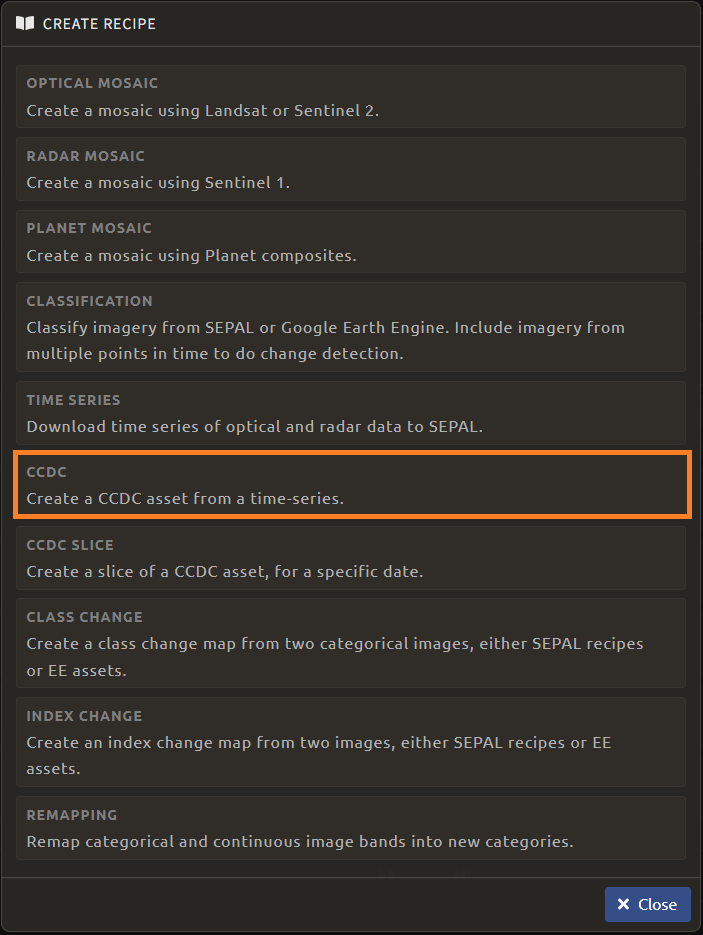 CREATE RECIPE
OPTICAL MOSAIC
Create a mosaic using Landsat or Sentinel 2.
RADAR MOSAIC
Create a mosaic using Sentinel 1.
PLANET MOSAIC
Create a mosaic using Planet composites.
CLASSIFICATION
Classify imagery from SEPAL or Google Earth Engine. Include imagery from
multiple points in time to do change detection.
TIME SERIES
Download time series of optical and radar data to SEPAL.
CCDC
Create a CCDC asset from a time-series.
CCDC SLICE
Create a slice of a CCDC asset, for a specific date.
CLASS CHANGE
Create a class change map from two categorical images, either SEPAL recipes
or EE assets.
INDEX CHANGE
Create an index change map from two images, either SEPAL recipes or EE
assets.
REMAPPING
Remap categorical and continuous image bands into new categories.
Close